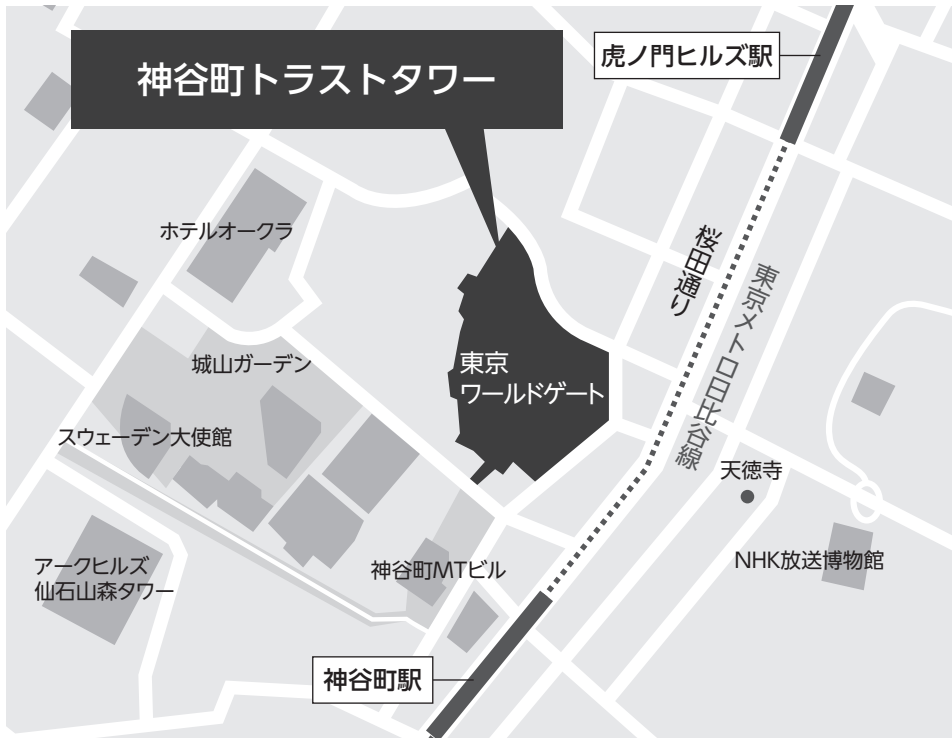 虎ノ門ヒルズ駅
神谷町トラストタワー
ホテルオークラ
桜田通り
東京メトロ日比谷線
城山ガーデン
東京
ワールドゲート
スウェーデン大使館
天徳寺
NHK放送博物館
アークヒルズ
仙石山森タワー
神谷町MTビル
神谷町駅